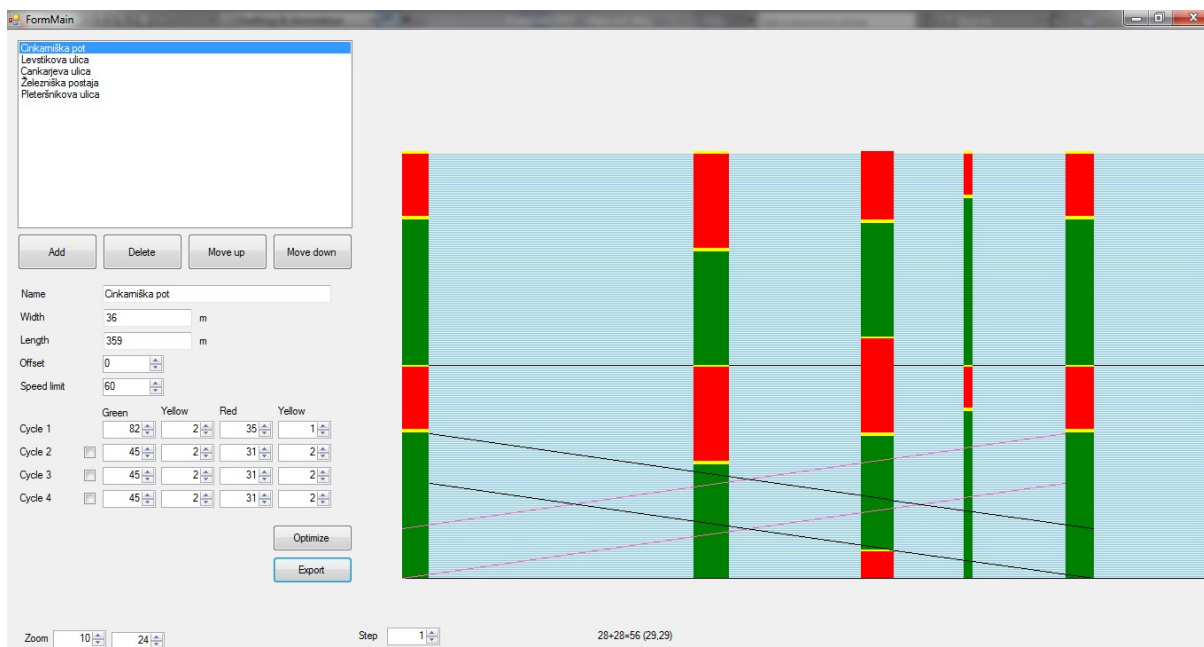 FormMain
Cinkarniška pot
Levstikova ulica
Cankarjeva ulica
Železniška postaja
Pleteršnikova ulica
Add Delete Move up Move down
Name Cinkarniška pot
Width 36 m
Length 359 m
Offset 0
Speed limit 60
Green Yellow Red Yellow
Cycle 1 82 2 35 1
Cycle 2 45 2 31 2
Cycle 3 45 2 31 2
Cycle 4 45 2 31 2
Optimize
Export
Zoom 10 24 Step 1 28+28=56 (29,29)